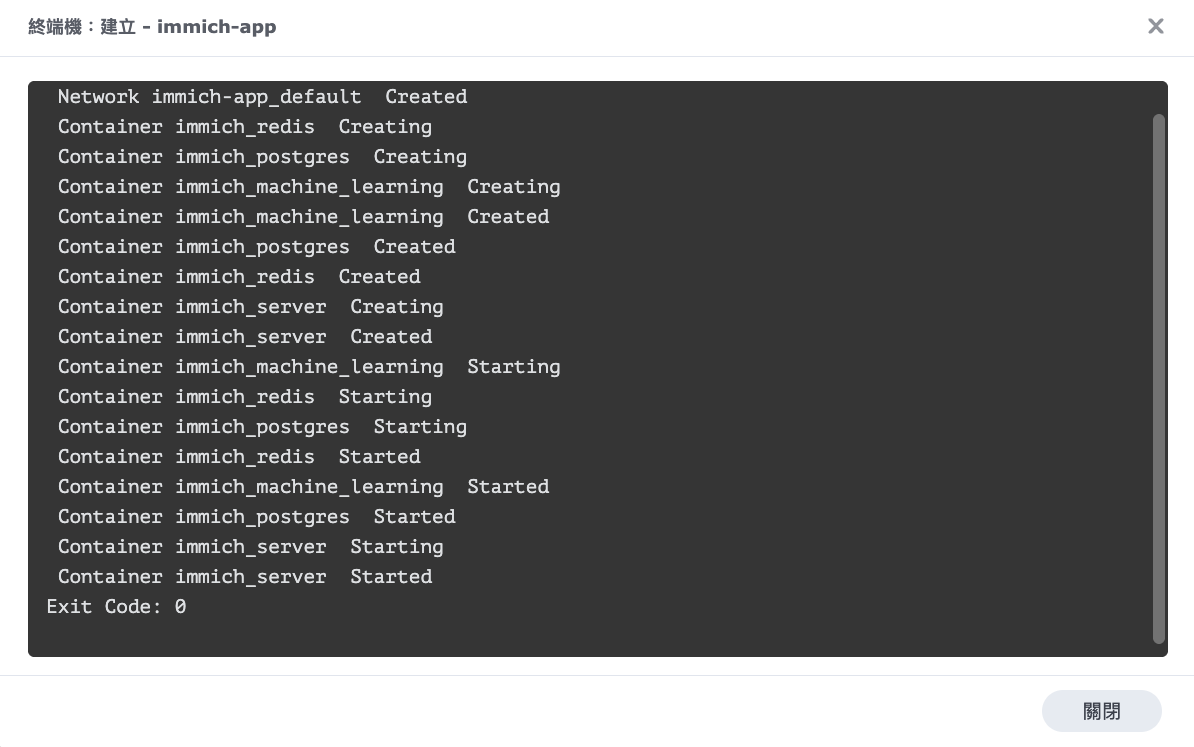 終端機：建立 - immich-app
Network immich-app_default  Created
Container immich_redis  Creating
Container immich_postgres  Creating
Container immich_machine_learning  Creating
Container immich_machine_learning  Created
Container immich_postgres  Created
Container immich_redis  Created
Container immich_server  Creating
Container immich_server  Created
Container immich_machine_learning  Starting
Container immich_redis  Starting
Container immich_postgres  Starting
Container immich_redis  Started
Container immich_machine_learning  Started
Container immich_postgres  Started
Container immich_server  Starting
Container immich_server  Started
Exit Code: 0
關閉